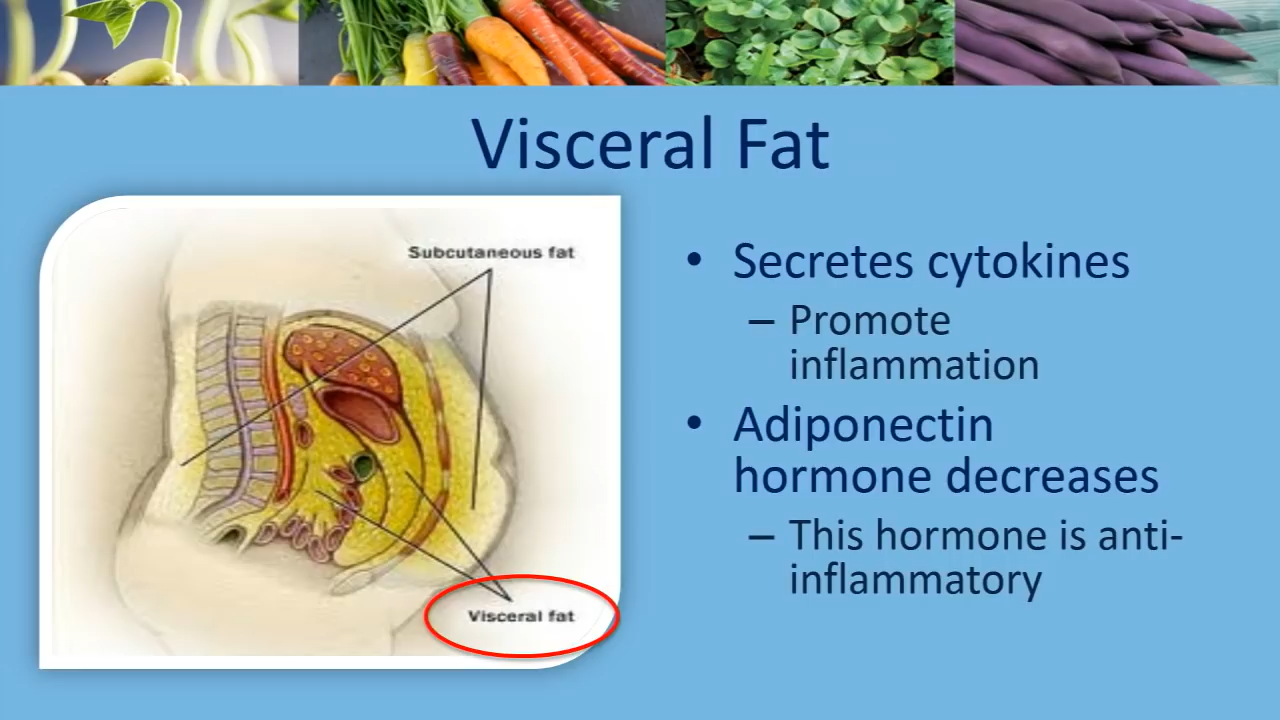 Visceral Fat
Subcutaneous fat
Visceral fat
• Secretes cytokines
– Promote
inflammation
• Adiponectin
hormone decreases
– This hormone is anti-
inflammatory